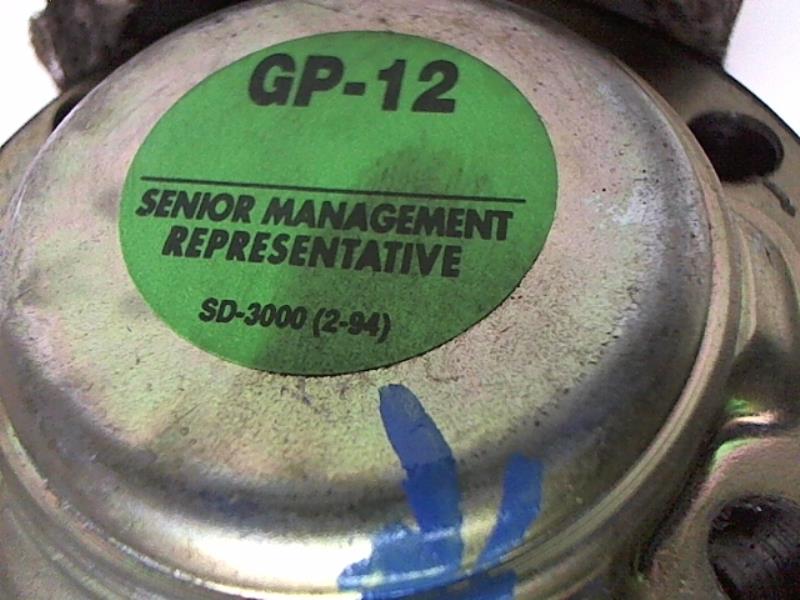 GP-12
SENIOR MANAGEMENT
REPRESENTATIVE
SD-3000 (2-94)